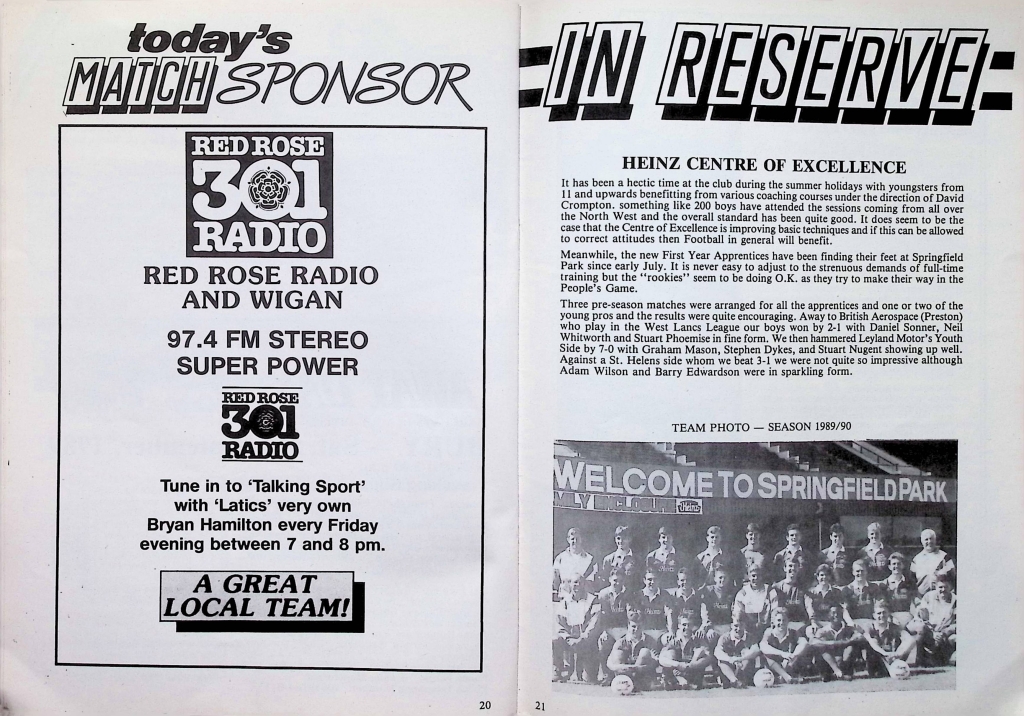 today's
MATCH SPONSOR
RED ROSE
301
RADIO
RED ROSE RADIO
AND WIGAN
97.4 FM STEREO
SUPER POWER
RED ROSE
301
RADIO
Tune in to 'Talking Sport'
with 'Latics' very own
Bryan Hamilton every Friday
evening between 7 and 8 pm.
A GREAT
LOCAL TEAM!
20
IN RESERVE
HEINZ CENTRE OF EXCELLENCE
It has been a hectic time at the club during the summer holidays with youngsters from
11 and upwards benefitting from various coaching courses under the direction of David
Crompton. something like 200 boys have attended the sessions coming from all over
the North West and the overall standard has been quite good. It does seem to be the
case that the Centre of Excellence is improving basic techniques and if this can be allowed
to correct attitudes then Football in general will benefit.
Meanwhile, the new First Year Apprentices have been finding their feet at Springfield
Park since early July. It is never easy to adjust to the strenuous demands of full-time
training but the "rookies" seem to be doing O.K. as they try to make their way in the
People's Game.
Three pre-season matches were arranged for all the apprentices and one or two of the
young pros and the results were quite encouraging. Away to British Aerospace (Preston)
who play in the West Lancs League our boys won by 2-1 with Daniel Sonner, Neil
Whitworth and Stuart Phoemise in fine form. We then hammered Leyland Motor's Youth
Side by 7-0 with Graham Mason, Stephen Dykes, and Stuart Nugent showing up well.
Against a St. Helens side whom we beat 3-1 we were not quite so impressive although
Adam Wilson and Barry Edwardson were in sparkling form.
TEAM PHOTO — SEASON 1989/90
WELCOME TO SPRINGFIELD PARK
Heinz
21